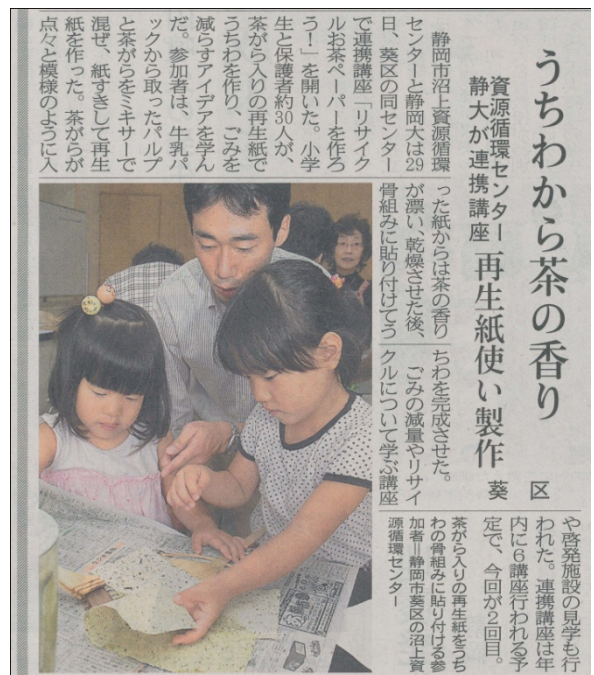 うちわから茶の香り
資源循環センター
静大が連携講座
再生紙使い製作
葵区
静岡市沼上資源循環
センターと静岡大は29
日、葵区の同センター
で連携講座「リサイク
ルお茶ペーパーを作ろ
う!」を開いた。小学
生と保護者約30人が、
茶がら入りの再生紙で
うちわを作り、ごみを
減らすアイデアを学ん
だ。参加者は、牛乳パ
ックから取ったパルプ
と茶がらをミキサーで
混ぜ、紙すきして再生
紙を作った。茶がらが
点々と模様のように入
った紙からは茶の香り
が漂い、乾燥させた後、
骨組みに貼り付けてう
ちわを完成させた。
ごみの減量やリサイ
クルについて学ぶ講座
や啓発施設の見学も行
われた。連携講座は年
内に6講座行われる予
定で、今回が2回目。
茶がら入りの再生紙をうち
わの骨組みに貼り付ける参
加者＝静岡市葵区の沼上資
源循環センター